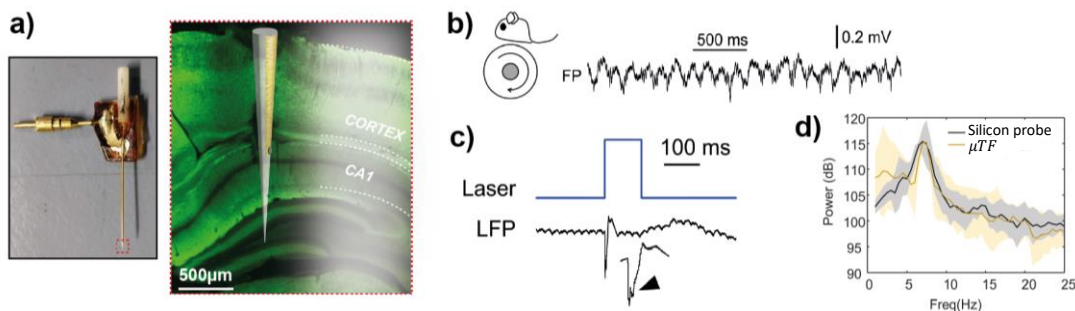 a)
CORTEX
CA1
500µm
b)
500 ms
0.2 mV
FP
c)
100 ms
Laser
LFP
d)
Silicon probe
µTF
Power (dB)
120
115
110
105
100
95
90
0
5
10
15
20
25
Freq(Hz)